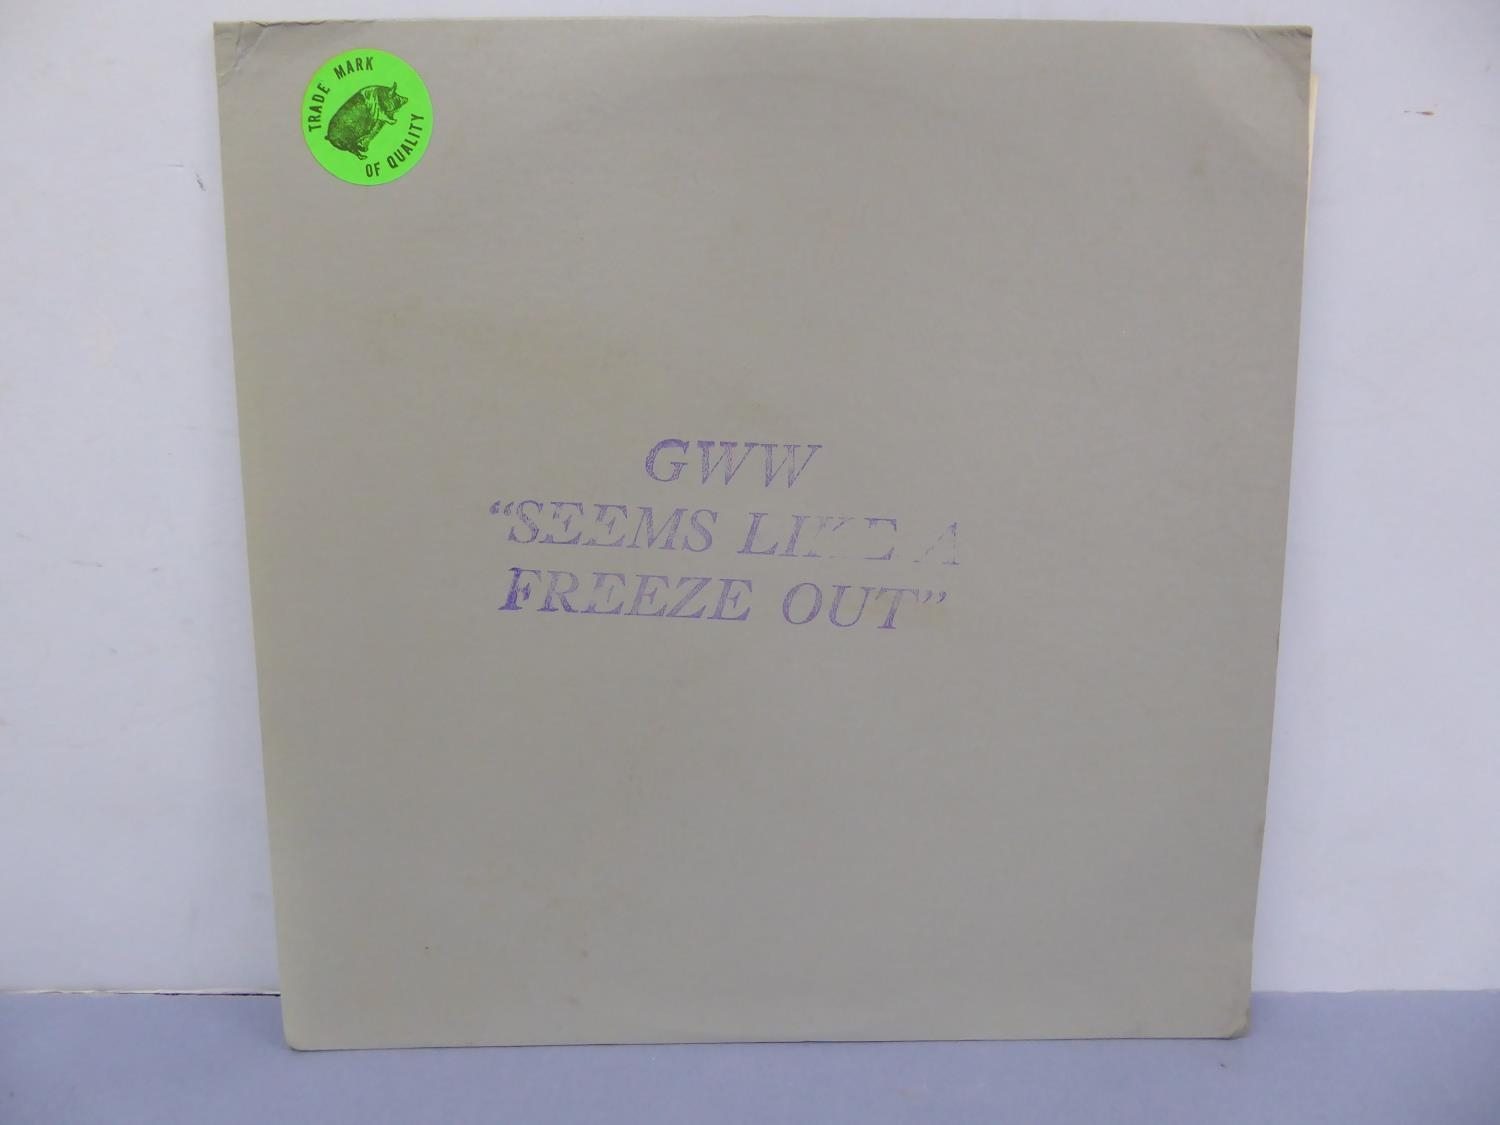 TRADE MARK
OF QUALITY
GWW
“SEEMS LIKE A
FREEZE OUT”